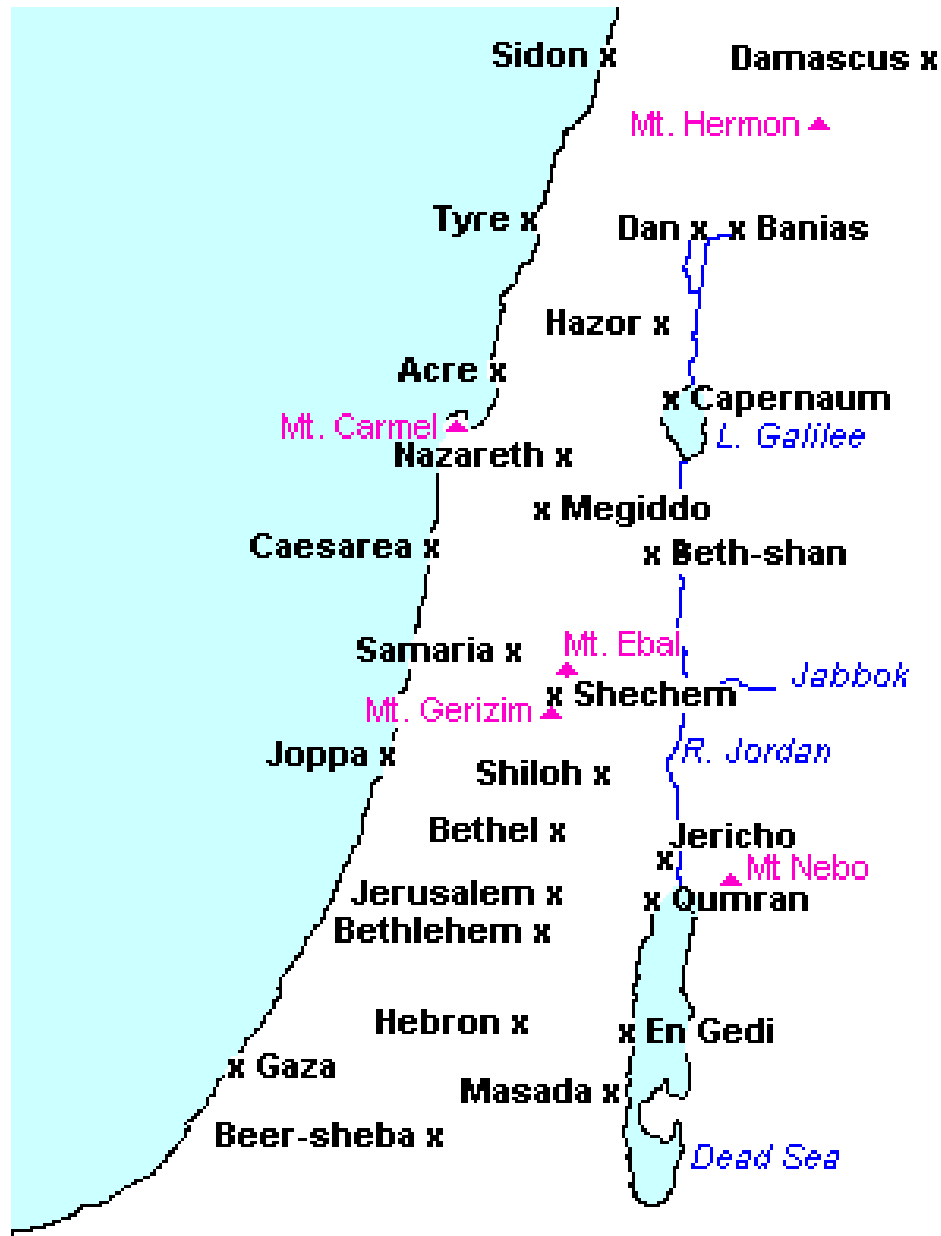 Sidon x
Damascus x
Mt. Hermon
Tyre x
Dan x
x Banias
Hazor x
Acre x
x Capernaum
Mt. Carmel
L. Galilee
Nazareth x
x Megiddo
Caesarea x
x Beth-shan
Mt. Ebal
Samaria x
Jabbok
x Shechem
Mt. Gerizim
R. Jordan
Joppa x
Shiloh x
Bethel x
Jericho
x
Mt Nebo
Jerusalem x
x Qumran
Bethlehem x
Hebron x
x En Gedi
x Gaza
Masada x
Beer-sheba x
Dead Sea